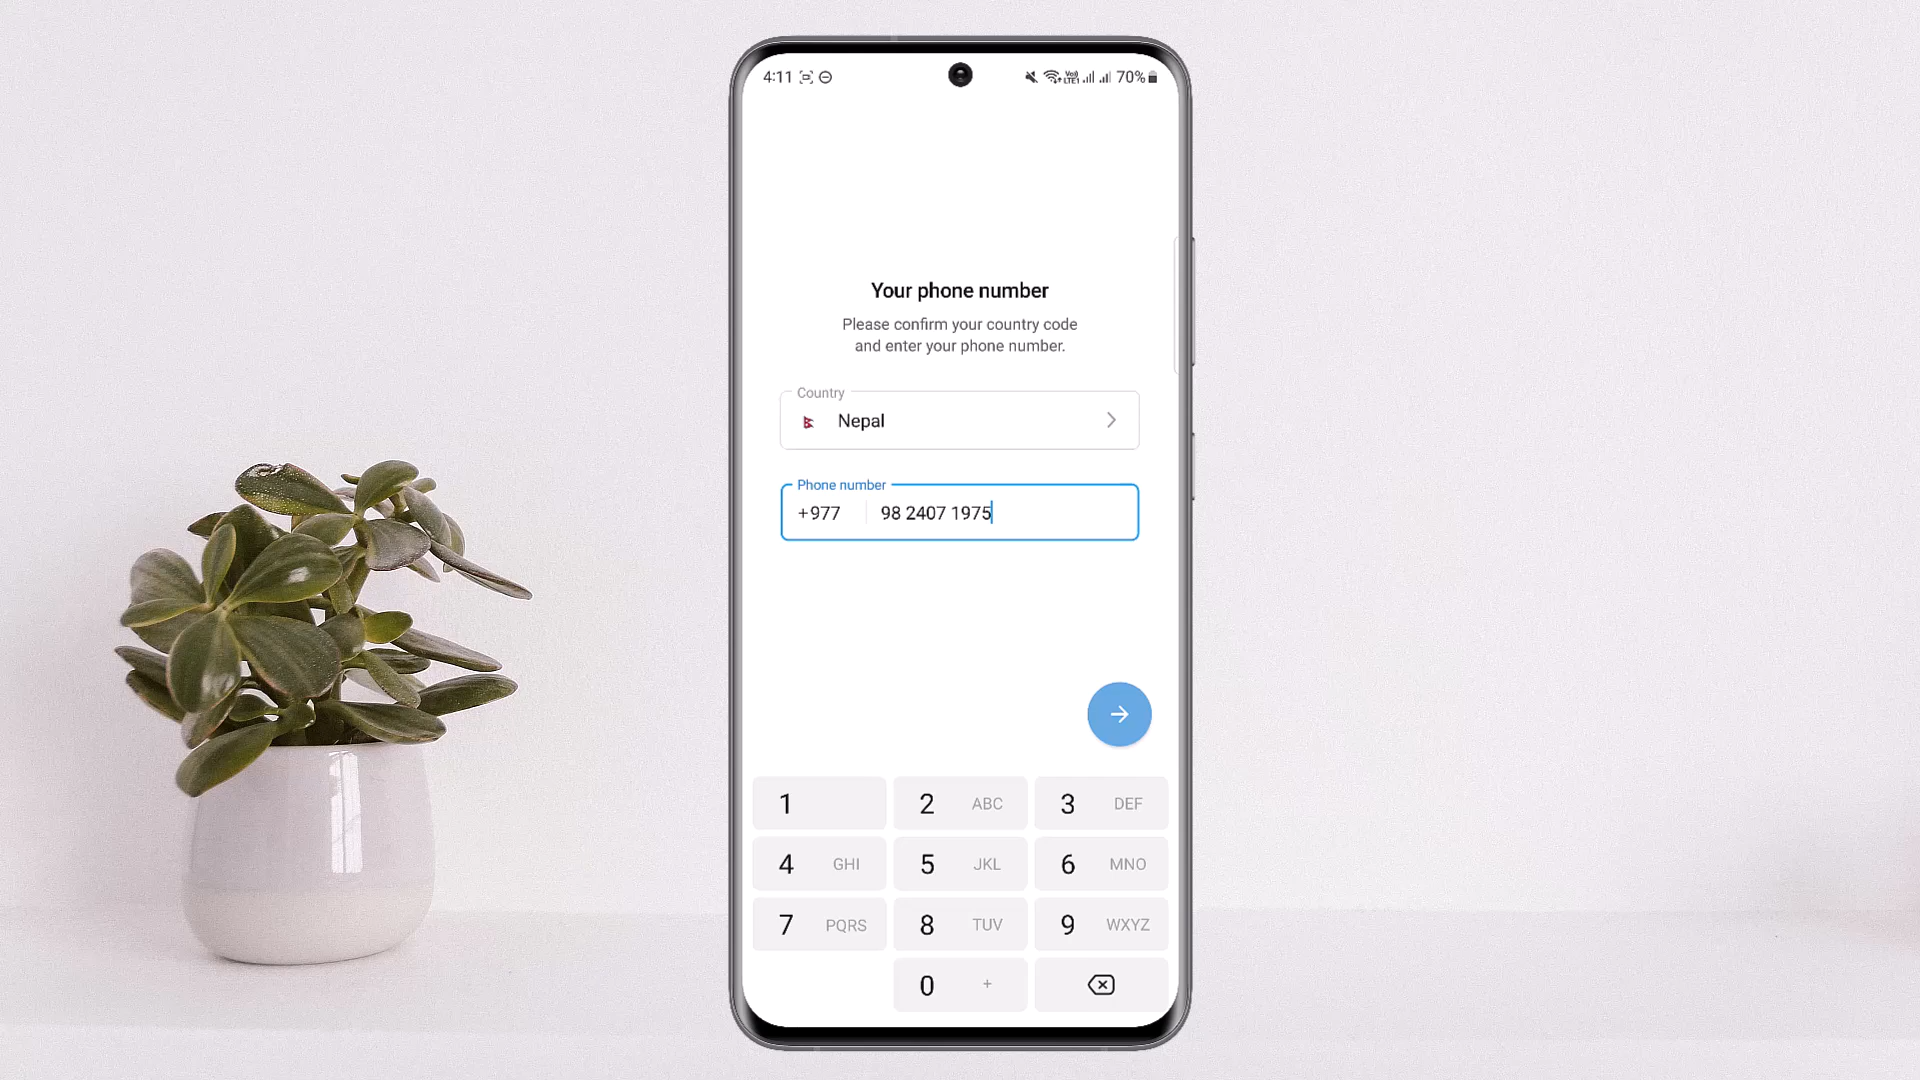 4:11
Vo)) LTE1 70%
Your phone number
Please confirm your country code
and enter your phone number.
Country
Nepal
Phone number
+977 98 2407 1975
1 2 ABC 3 DEF
4 GHI 5 JKL 6 MNO
7 PQRS 8 TUV 9 WXYZ
0 +